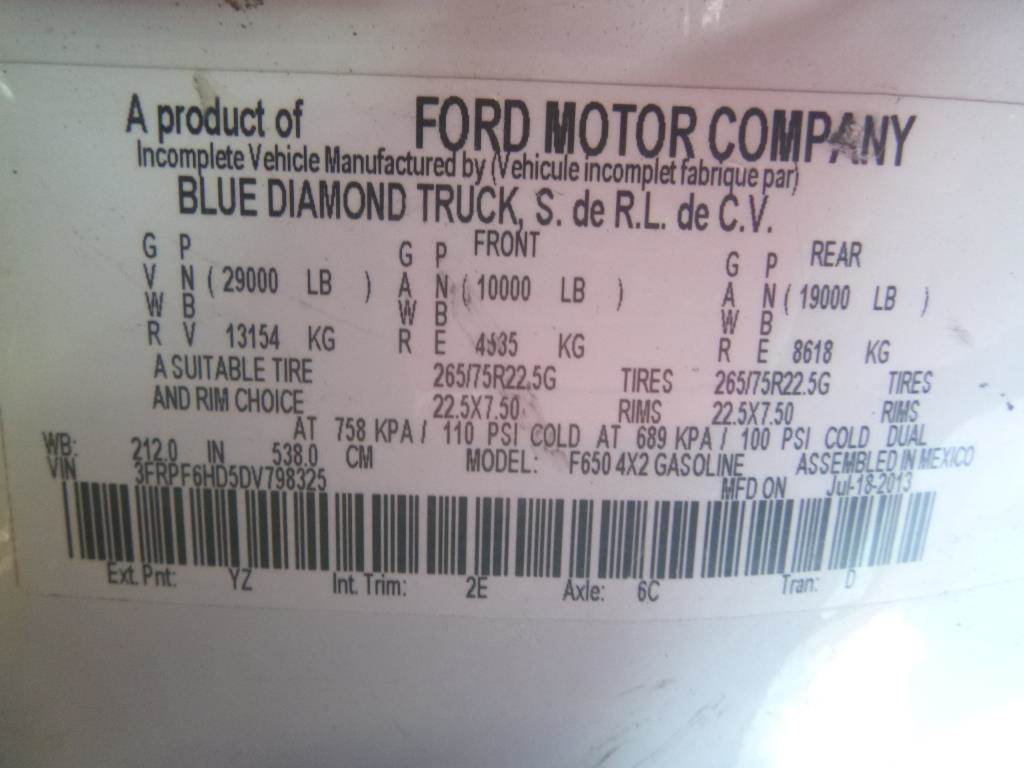 A product of FORD MOTOR COMPANY
Incomplete Vehicle Manufactured by (Vehicule incomplet fabrique par)
BLUE DIAMOND TRUCK, S. de R.L. de C.V.
G P G P FRONT G P REAR
V N ( 29000 LB ) A N ( 10000 LB ) A N ( 19000 LB )
W B W B W B
R V 13154 KG R E 4535 KG R E 8618 KG
A SUITABLE TIRE 265/75R22.5G TIRES 265/75R22.5G TIRES
AND RIM CHOICE 22.5X7.50 RIMS 22.5X7.50 RIMS
AT 758 KPA / 110 PSI COLD AT 689 KPA / 100 PSI COLD DUAL
WB: 212.0 IN 538.0 CM MODEL: F650 4X2 GASOLINE ASSEMBLED IN MEXICO
VIN 3FRPF6HD5DV798325 MFD ON Jul-18-2013
Ext. Pnt: YZ Int. Trim: 2E Axle: 6C Tran: D